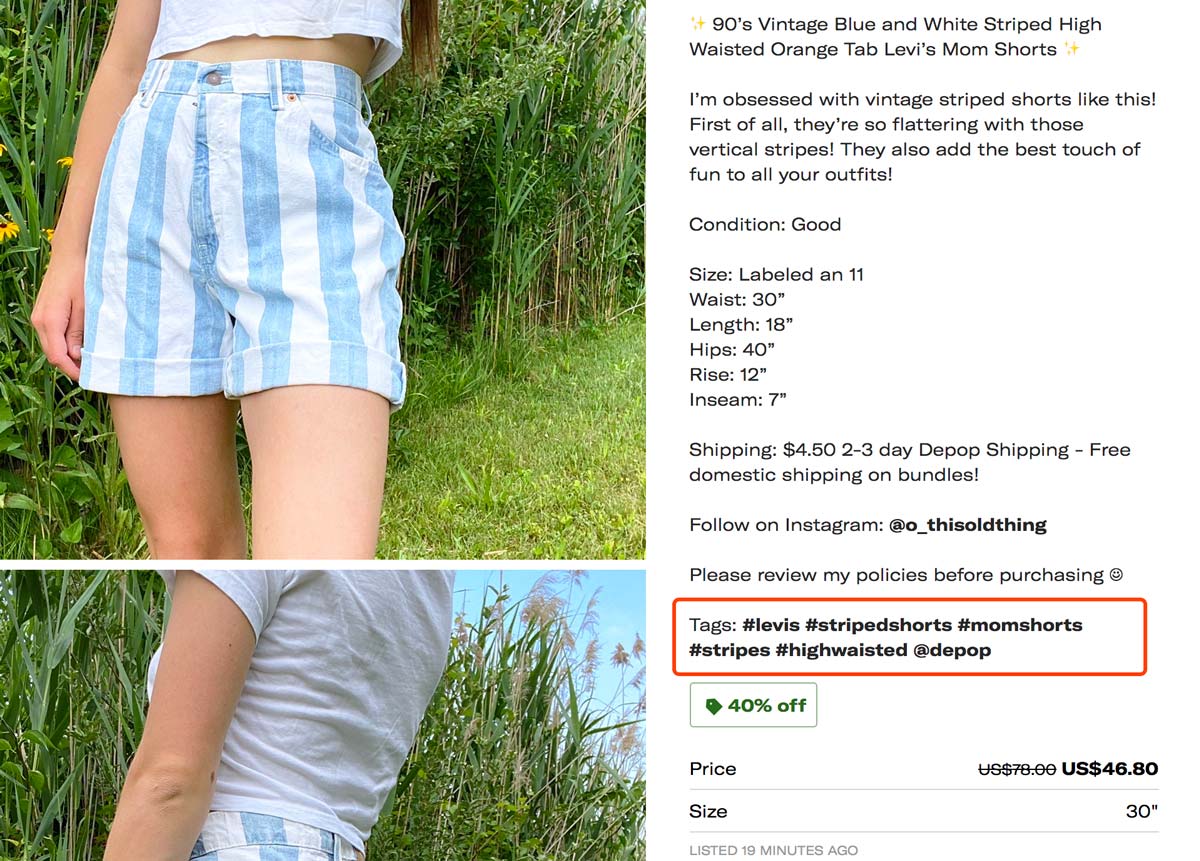 ✨ 90’s Vintage Blue and White Striped High
Waisted Orange Tab Levi’s Mom Shorts ✨
I’m obsessed with vintage striped shorts like this!
First of all, they’re so flattering with those
vertical stripes! They also add the best touch of
fun to all your outfits!
Condition: Good
Size: Labeled an 11
Waist: 30”
Length: 18”
Hips: 40”
Rise: 12”
Inseam: 7”
Shipping: $4.50 2-3 day Depop Shipping - Free
domestic shipping on bundles!
Follow on Instagram: @o_thisoldthing
Please review my policies before purchasing ☺
Tags: #levis #stripedshorts #momshorts
#stripes #highwaisted @depop
40% off
Price US$78.00 US$46.80
Size 30"
LISTED 19 MINUTES AGO